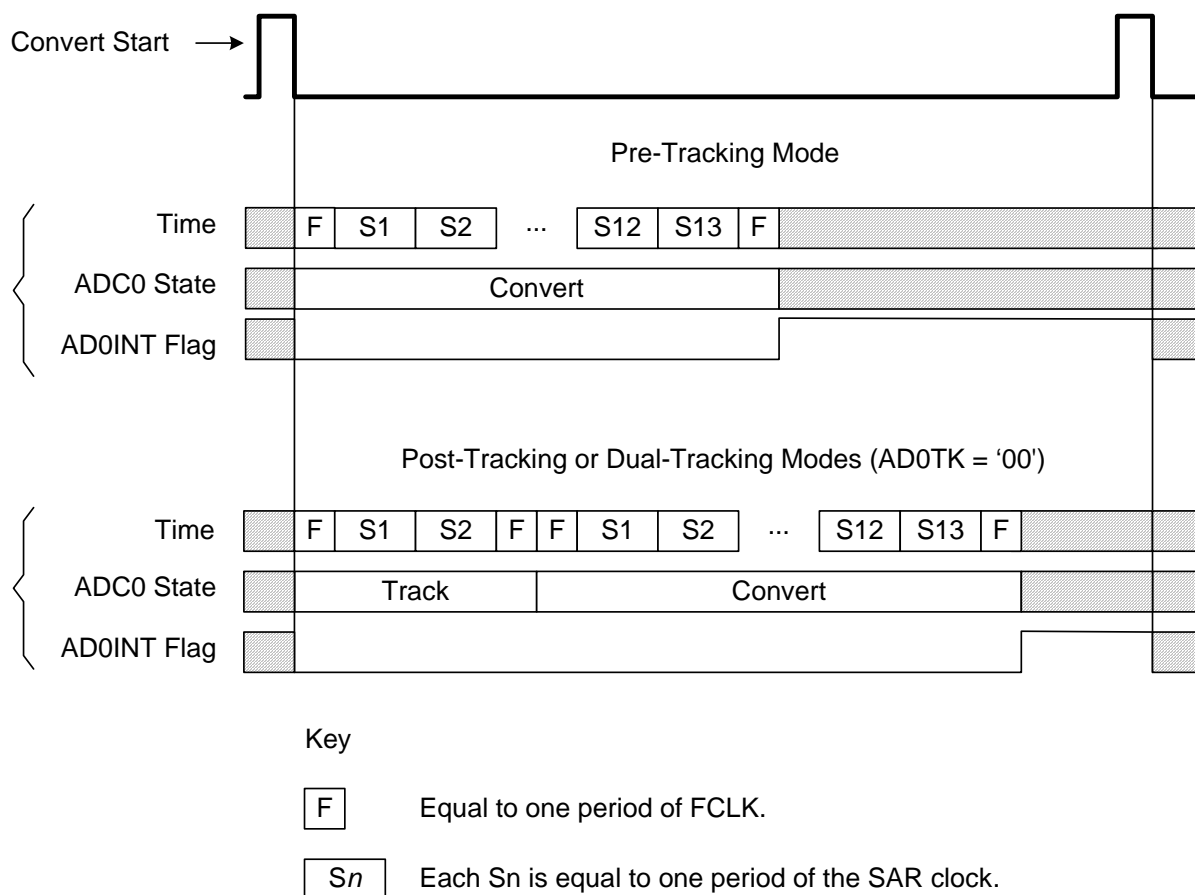 Convert Start
Pre-Tracking Mode
Time F S1 S2 ... S12 S13 F
ADC0 State Convert
AD0INT Flag
Post-Tracking or Dual-Tracking Modes (AD0TK = ‘00')
Time F S1 S2 F F S1 S2 ... S12 S13 F
ADC0 State Track Convert
AD0INT Flag
Key
F Equal to one period of FCLK.
Sn Each Sn is equal to one period of the SAR clock.